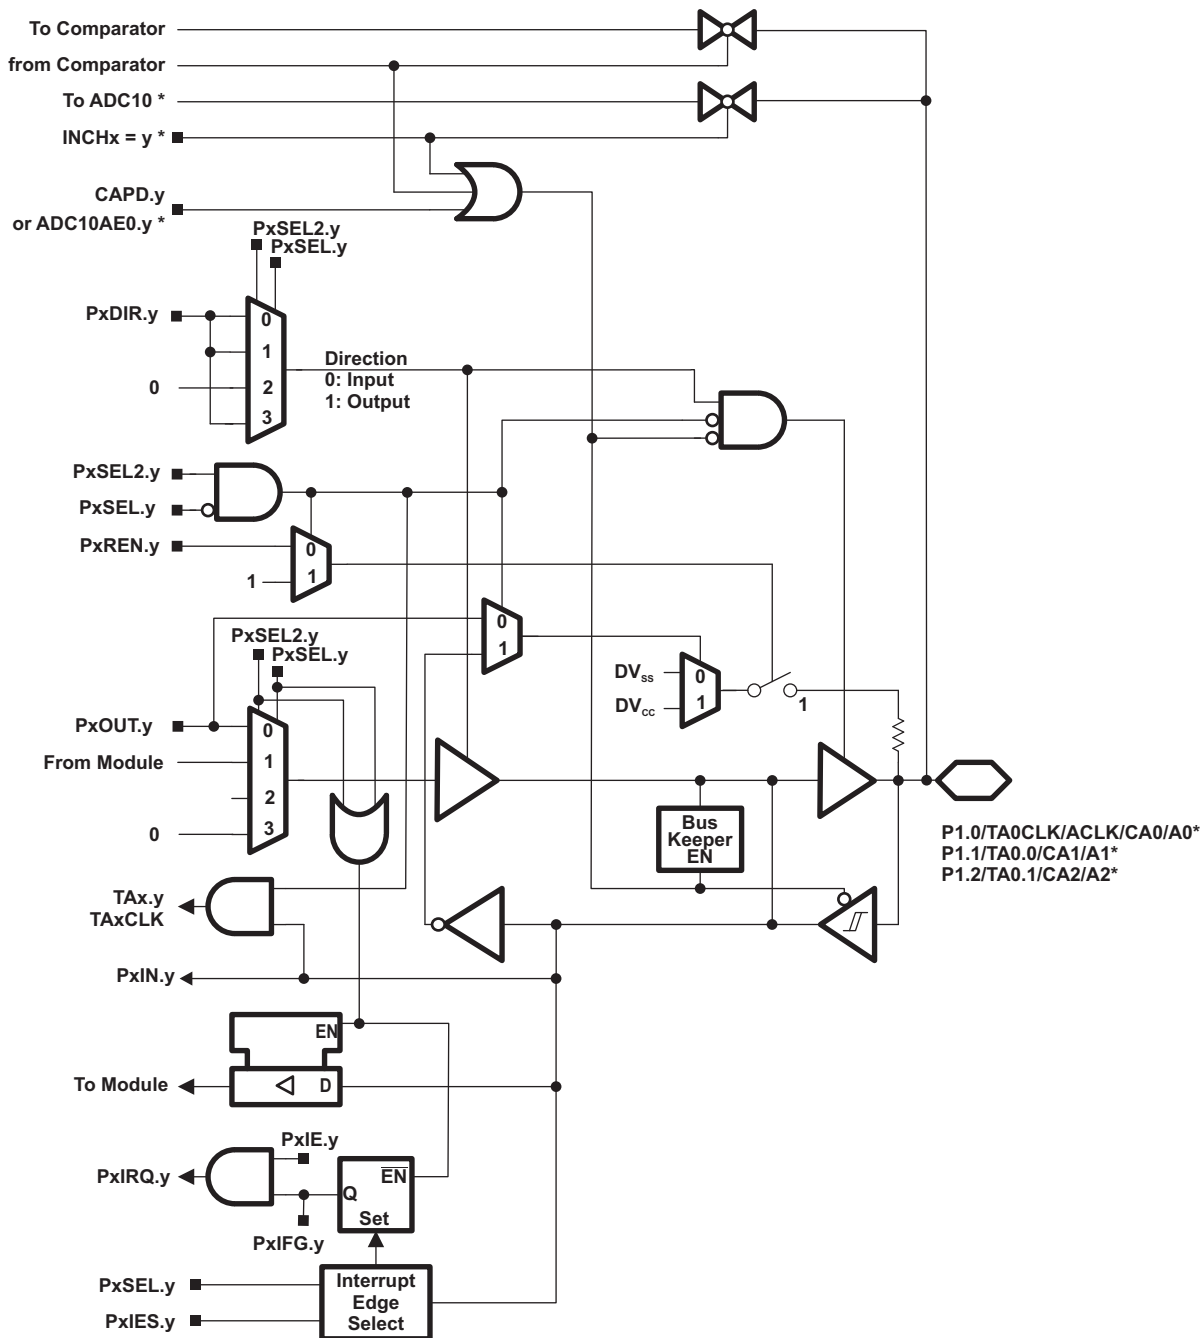 To Comparator
from Comparator
To ADC10 *
INCHx = y *
CAPD.y
or ADC10AE0.y *
PxSEL2.y
PxSEL.y
PxDIR.y
0
1
0
2
3
Direction
0: Input
1: Output
PxSEL2.y
PxSEL.y
PxREN.y
0
1
1
0
1
PxSEL2.y
PxSEL.y
DVSS
0
DVCC
1
1
PxOUT.y
0
From Module
1
2
0
3
Bus
Keeper
EN
P1.0/TA0CLK/ACLK/CA0/A0*
P1.1/TA0.0/CA1/A1*
P1.2/TA0.1/CA2/A2*
TAx.y
TAxCLK
PxIN.y
EN
To Module
D
PxIE.y
PxIRQ.y
EN
Q
Set
PxIFG.y
PxSEL.y
PxIES.y
Interrupt
Edge
Select